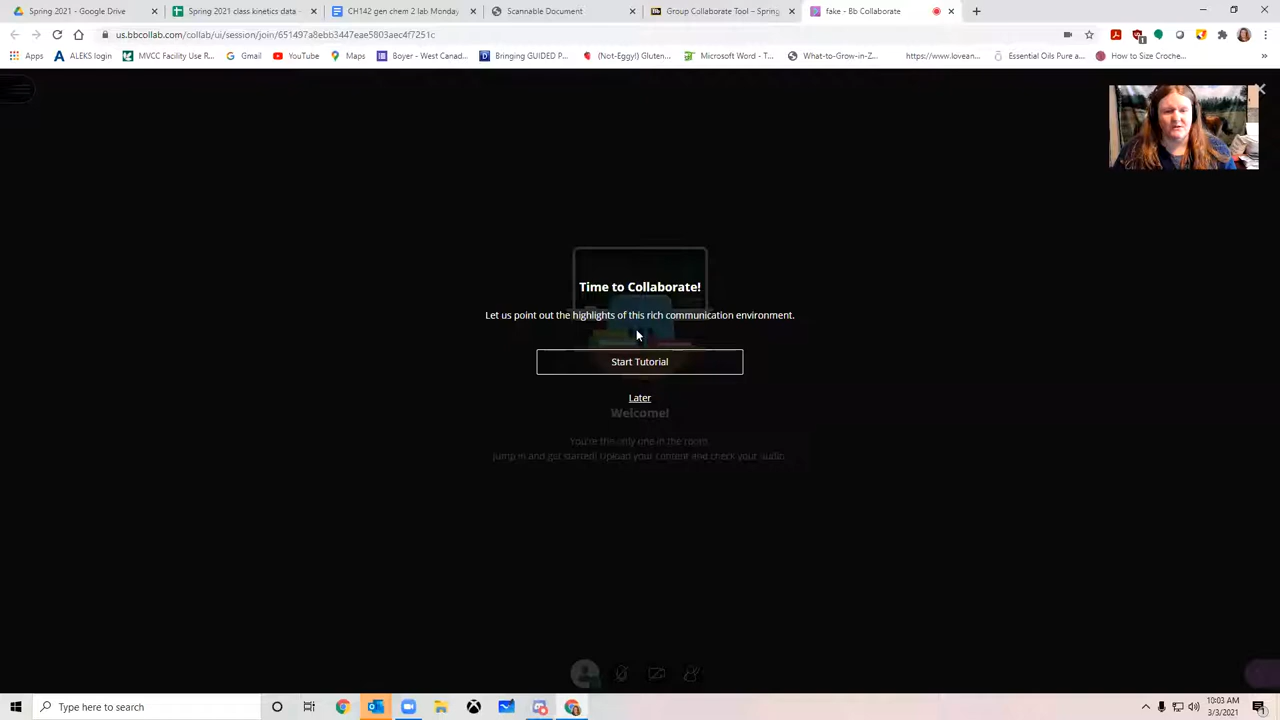 Spring 2021 - Google Drive
Spring 2021 class kinetics data -
CH142 gen chem 2 lab Monday
Scannable Document
Group Collaborate Tool – Spring
fake - Bb Collaborate
us.bbcollab.com/collab/ui/session/join/651497a8ebb3447eae5803aec4f7251c
Apps
ALEKS login
MVCC Facility Use R...
Gmail
YouTube
Maps
Boyer - West Canad...
Bringing GUIDED P...
(Not-Eggy!) Gluten...
Microsoft Word - T...
What-to-Grow-in-Z...
https://www.lovean...
Essential Oils Pure a...
How to Size Croche...
»
Time to Collaborate!
Let us point out the highlights of this rich communication environment.
Start Tutorial
Later
Welcome!
You're the only one in the room.
Jump in and get started! Upload your content and check your audio
Type here to search
10:03 AM
3/3/2021